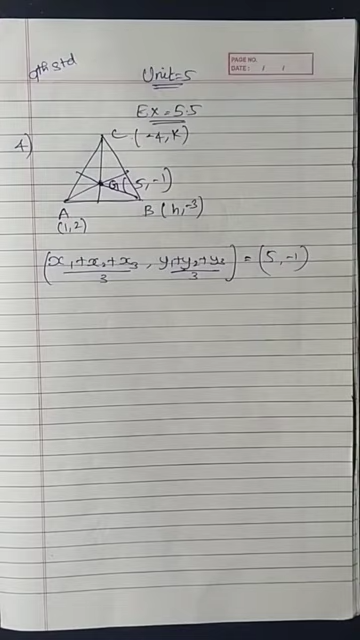 9th std
PAGE NO.
DATE: / /
Unit=5
Ex=5.5
4)
C (-4, K)
G(5, -1)
A
(1,2)
B (h, -3)
(x₁+x₂+x₃/3 , y₁+y₂+y₃/3) = (5, -1)